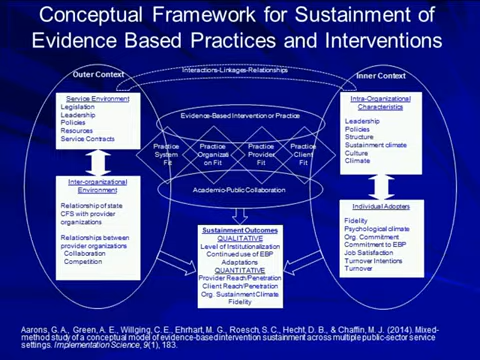 Conceptual Framework for Sustainment of
Evidence Based Practices and Interventions
Outer Context
Interactions-Linkages-Relationships
Inner Context
Service Environment
Legislation
Leadership
Policies
Resources
Service Contracts
Evidence-Based Intervention or Practice
Intra-Organizational
Characteristics
Leadership
Policies
Structure
Sustainment climate
Culture
Climate
Practice
System
Fit
Practice
Organizati
on Fit
Practice
Provider
Fit
Practice
Client
Fit
Academic-Public Collaboration
Inter-organizational
Environment
Relationship of state
CFS with provider
organizations
Relationships between
provider organizations
Collaboration
Competition
Individual Adopters
Fidelity
Psychological climate
Org. Commitment
Commitment to EBP
Job Satisfaction
Turnover Intentions
Turnover
Sustainment Outcomes
QUALITATIVE
Level of Institutionalization
Continued use of EBP
Adaptations
QUANTITATIVE
Provider Reach/Penetration
Client Reach/Penetration
Org. Sustainment Climate
Fidelity
Aarons, G.A., Green, A. E., Willging, C.E., Ehrhart, M. G., Roesch, S. C., Hecht, D. B., & Chaffin, M. J. (2014). Mixed-
method study of a conceptual model of evidence-based intervention sustainment across multiple public-sector service
settings. Implementation Science, 9(1), 183.